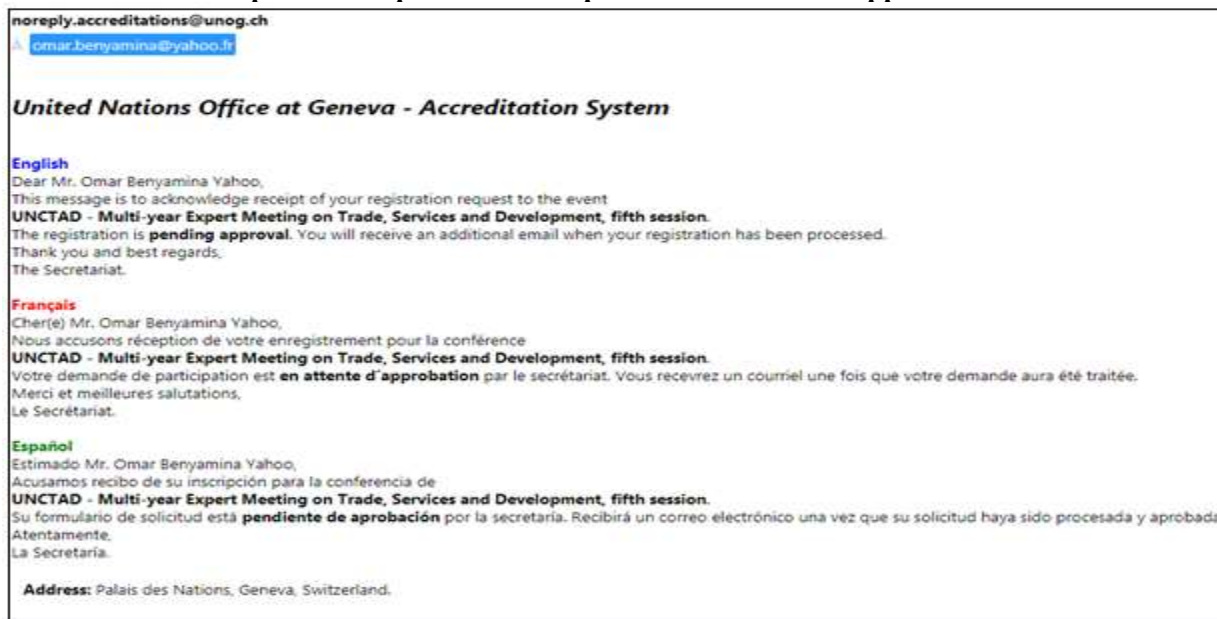 noreply.accreditations@unog.ch
À omar.benyamina@yahoo.fr
United Nations Office at Geneva - Accreditation System
English
Dear Mr. Omar Benyamina Yahoo,
This message is to acknowledge receipt of your registration request to the event
UNCTAD - Multi-year Expert Meeting on Trade, Services and Development, fifth session.
The registration is pending approval. You will receive an additional email when your registration has been processed.
Thank you and best regards,
The Secretariat.
Français
Cher(e) Mr. Omar Benyamina Yahoo,
Nous accusons réception de votre enregistrement pour la conférence
UNCTAD - Multi-year Expert Meeting on Trade, Services and Development, fifth session.
Votre demande de participation est en attente d´approbation par le secrétariat. Vous recevrez un courriel une fois que votre demande aura été traitée.
Merci et meilleures salutations,
Le Secrétariat.
Español
Estimado Mr. Omar Benyamina Yahoo,
Acusamos recibo de su inscripción para la conferencia de
UNCTAD - Multi-year Expert Meeting on Trade, Services and Development, fifth session.
Su formulario de solicitud está pendiente de aprobación por la secretaría. Recibirá un correo electrónico una vez que su solicitud haya sido procesada y aprobada
Atentamente,
La Secretaría.
Address: Palais des Nations, Geneva, Switzerland.